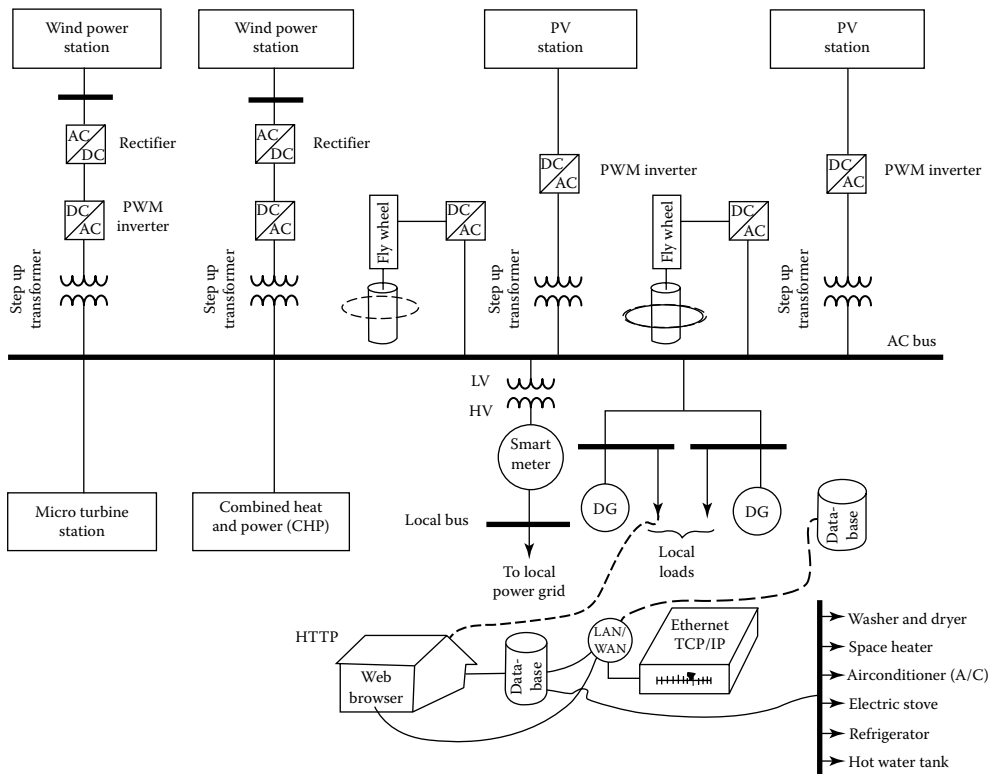 Wind power
station
Wind power
station
PV
station
PV
station
AC
DC
Rectifier
AC
DC
Rectifier
DC
AC
PWM inverter
DC
AC
PWM inverter
DC
AC
PWM
inverter
DC
AC
Fly wheel
DC
AC
Fly wheel
DC
AC
Step up
transformer
Step up
transformer
Step up
transformer
Step up
transformer
AC bus
LV
HV
Smart
meter
Micro turbine
station
Combined heat
and power (CHP)
DG
DG
Local bus
Local
loads
Data-
base
To local
power grid
HTTP
Web
browser
Data-
base
LAN/
WAN
Ethernet
TCP/IP
Washer and dryer
Space heater
Airconditioner (A/C)
Electric stove
Refrigerator
Hot water tank